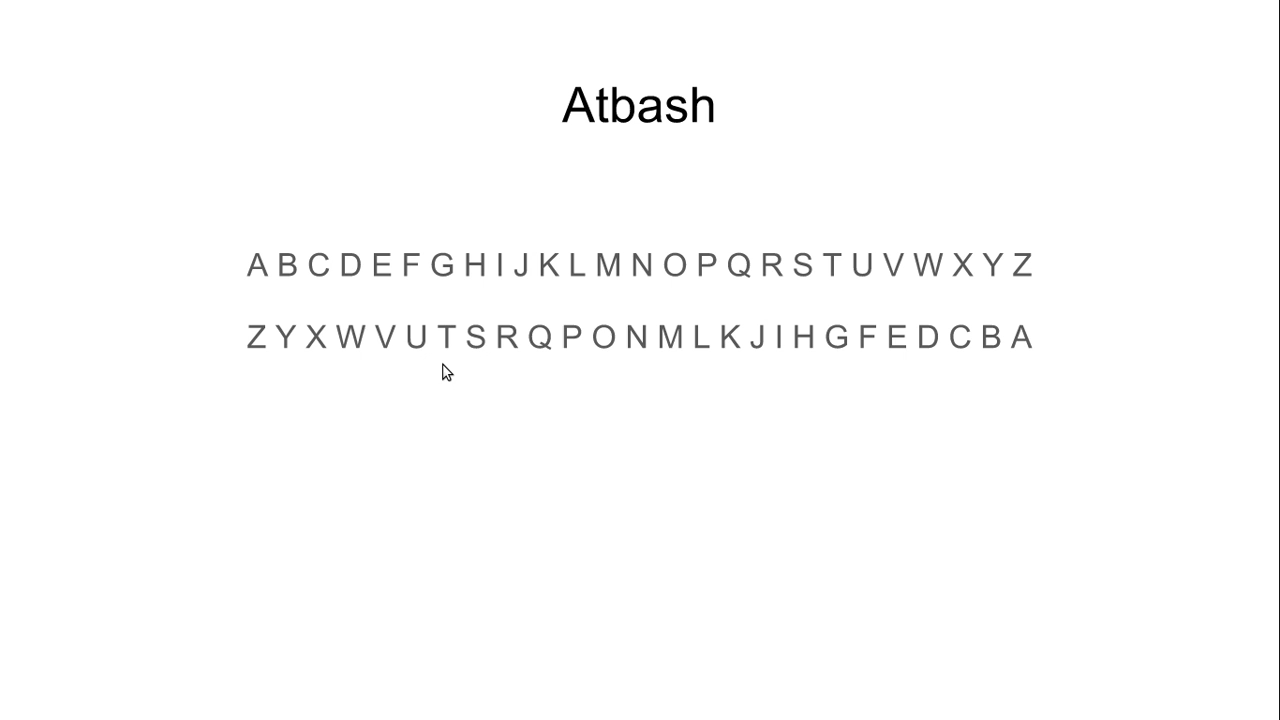 Atbash
A B C D E F G H I J K L M N O P Q R S T U V W X Y Z
Z Y X W V U T S R Q P O N M L K J I H G F E D C B A